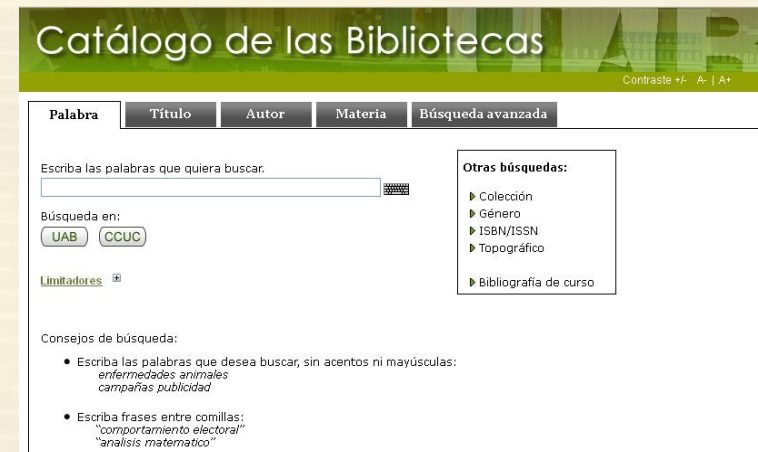 Catálogo de las Bibliotecas
UAB
Contraste +/- A- | A+
Palabra Título Autor Materia Búsqueda avanzada
Escriba las palabras que quiera buscar.
Otras búsquedas:
Colección
Búsqueda en:
Género
UAB CCUC
ISBN/ISSN
Topográfico
Limitadores
Bibliografía de curso
Consejos de búsqueda:
Escriba las palabras que desea buscar, sin acentos ni mayúsculas:
enfermedades animales
campañas publicidad
Escriba frases entre comillas:
“comportamiento electoral”
“analisis matematico”